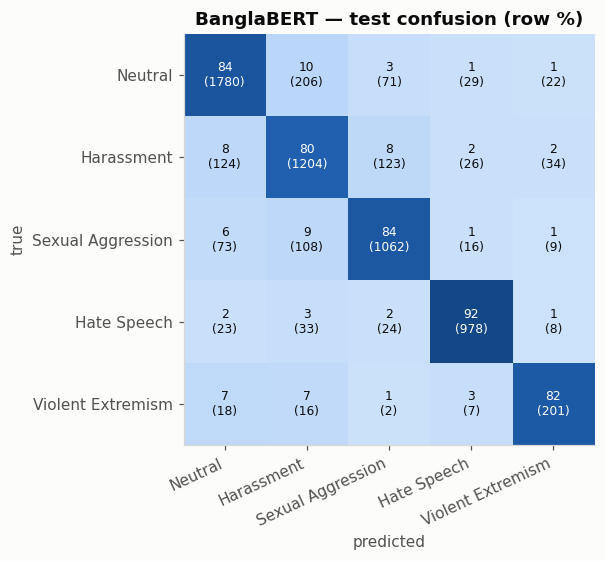 BanglaBERT — test confusion (row %)
Neutral
84 10 3 1 1
(1780) (206) (71) (29) (22)
Harassment
8 80 8 2 2
(124) (1204) (123) (26) (34)
true
Sexual Aggression
6 9 84 1 1
(73) (108) (1062) (16) (9)
Hate Speech
2 3 2 92 1
(23) (33) (24) (978) (8)
Violent Extremism
7 7 1 3 82
(18) (16) (2) (7) (201)
Neutral
Harassment
Sexual Aggression
Hate Speech
Violent Extremism
predicted